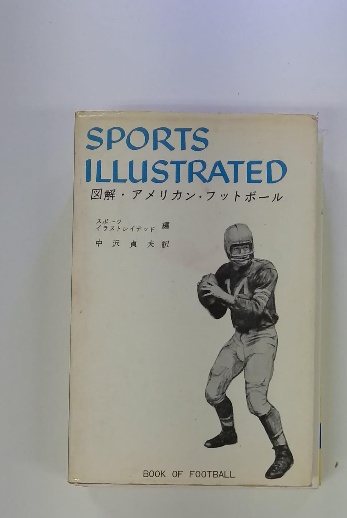 SPORTS
ILLUSTRATED
図解・アメリカン・フットボール
スポーツ
イラストレイテッド 編
中沢貞夫訳
14
BOOK OF FOOTBALL